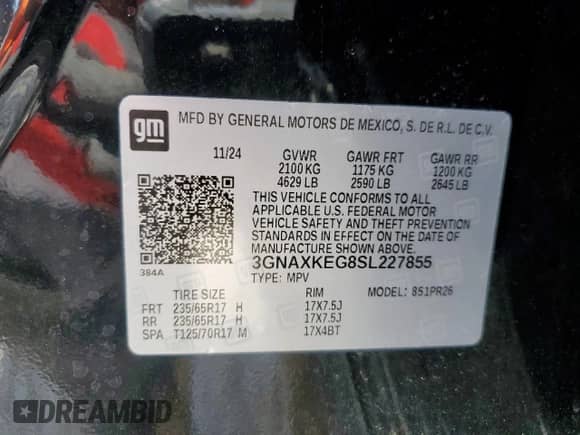 gm
MFD BY GENERAL MOTORS DE MEXICO, S. DE R.L. DE C.V.
11/24 GVWR GAWR FRT GAWR RR
2100 KG 1175 KG 1200 KG
4629 LB 2590 LB 2645 LB
THIS VEHICLE CONFORMS TO ALL
APPLICABLE U.S. FEDERAL MOTOR
VEHICLE SAFETY AND THEFT PREVENTION
STANDARDS IN EFFECT ON THE DATE OF
MANUFACTURE SHOWN ABOVE.
3GNAXKEG8SL227855
384A TYPE: MPV
TIRE SIZE RIM MODEL: 851PR26
FRT 235/65R17 H 17X7.5J
RR 235/65R17 H 17X7.5J
SPA T125/70R17 M 17X4BT
DREAMBID